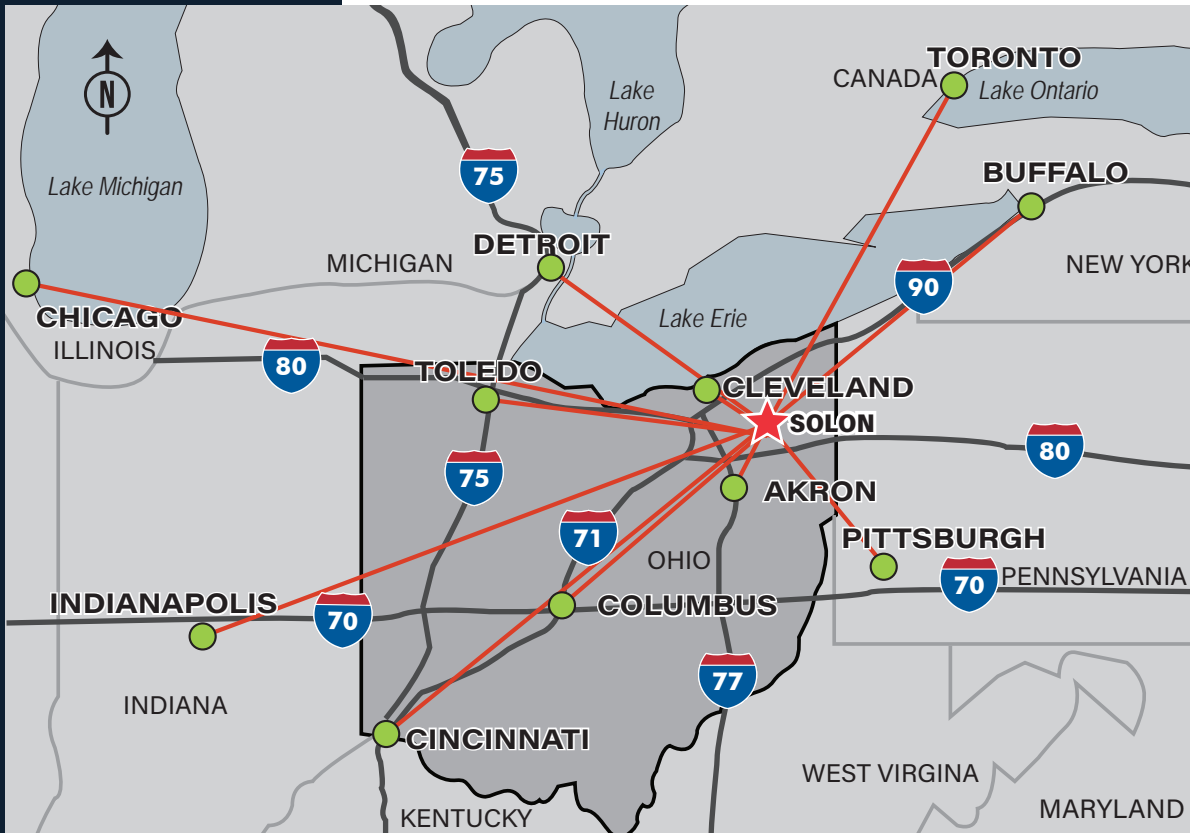 N
Lake Michigan
75
Lake
Huron
TORONTO
CANADA
Lake Ontario
BUFFALO
DETROIT
MICHIGAN
NEW YORK
90
CHICAGO
ILLINOIS
Lake Erie
80
TOLEDO
CLEVELAND
SOLON
80
75
AKRON
71
PITTSBURGH
OHIO
70
PENNSYLVANIA
INDIANAPOLIS
70
COLUMBUS
77
INDIANA
CINCINNATI
WEST VIRGINIA
MARYLAND
KENTUCKY